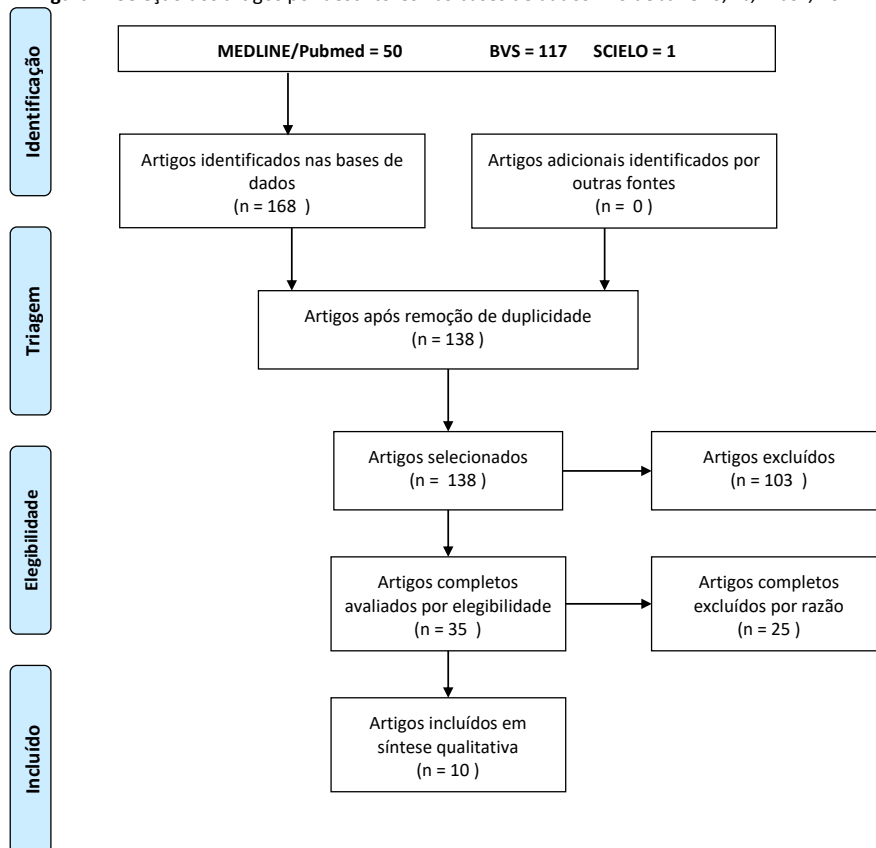 Identificação
MEDLINE/Pubmed = 50 BVS = 117 SCIELO = 1
Artigos identificados nas bases de
dados
(n = 168 )
Artigos adicionais identificados por
outras fontes
(n = 0 )
Triagem
Artigos após remoção de duplicidade
(n = 138 )
Elegibilidade
Artigos selecionados
(n = 138 )
Artigos excluídos
(n = 103 )
Artigos completos
avaliados por elegibilidade
(n = 35 )
Artigos completos
excluídos por razão
(n = 25 )
Incluído
Artigos incluídos em
síntese qualitativa
(n = 10 )